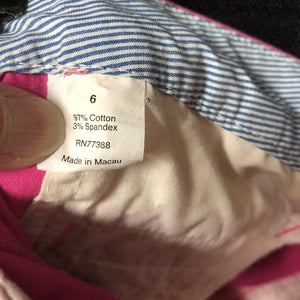 6
97% Cotton
3% Spandex
RN77388
Made in Macau